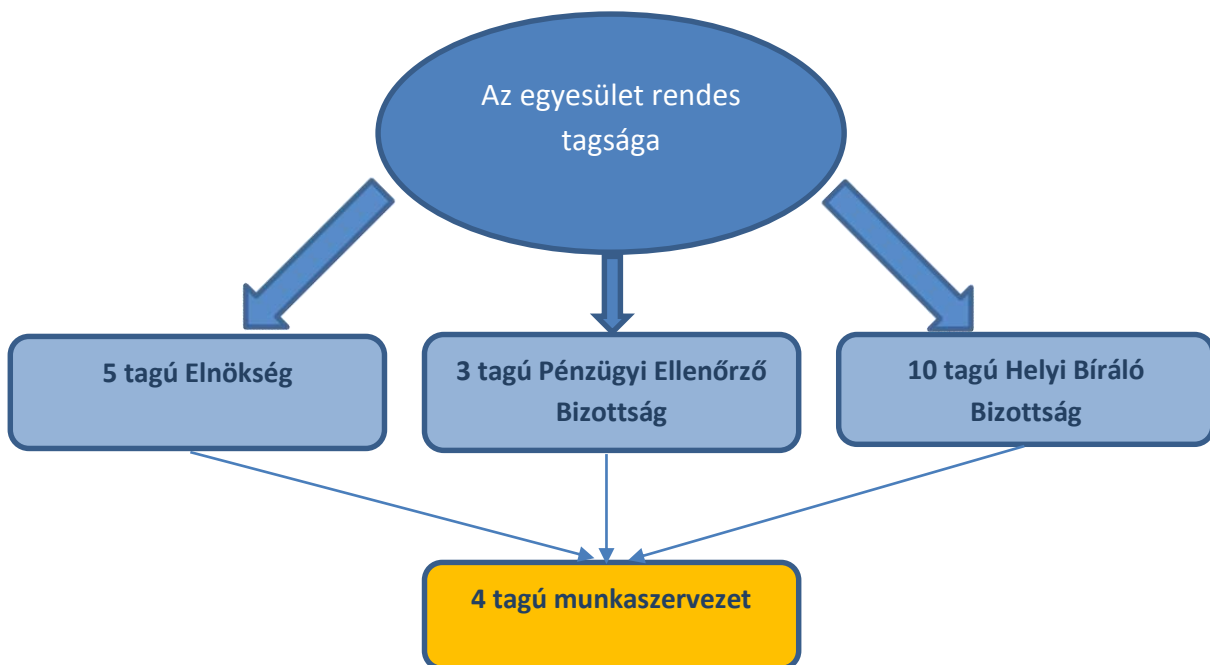 Az egyesület rendes
tagsága
5 tagú Elnökség
3 tagú Pénzügyi Ellenőrző
Bizottság
10 tagú Helyi Bíráló
Bizottság
4 tagú munkaszervezet